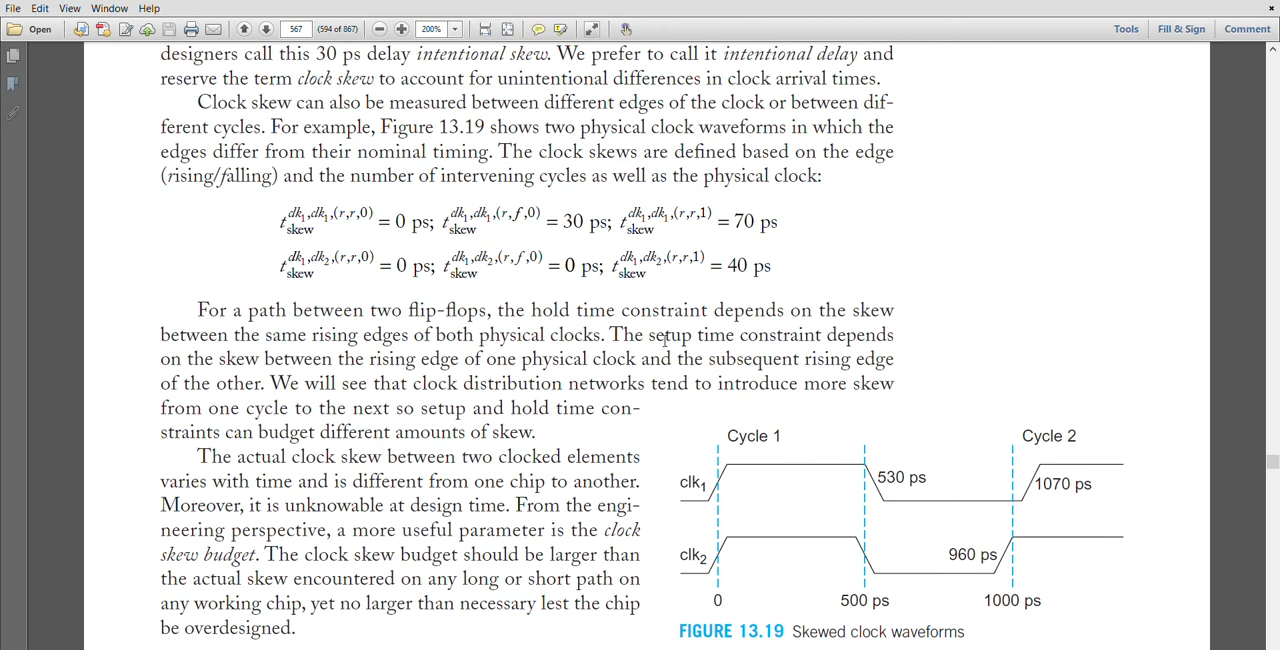 File Edit View Window Help
×
Open 567 (594 of 867) 200% Tools Fill & Sign Comment
designers call this 30 ps delay intentional skew. We prefer to call it intentional delay and
reserve the term clock skew to account for unintentional differences in clock arrival times.
Clock skew can also be measured between different edges of the clock or between dif-
ferent cycles. For example, Figure 13.19 shows two physical clock waveforms in which the
edges differ from their nominal timing. The clock skews are defined based on the edge
(rising/falling) and the number of intervening cycles as well as the physical clock:
t_skew^dk₁,dk₁,(r,r,0) = 0 ps; t_skew^dk₁,dk₁,(r,f,0) = 30 ps; t_skew^dk₁,dk₁,(r,r,1) = 70 ps
t_skew^dk₁,dk₂,(r,r,0) = 0 ps; t_skew^dk₁,dk₂,(r,f,0) = 0 ps; t_skew^dk₁,dk₂,(r,r,1) = 40 ps
For a path between two flip-flops, the hold time constraint depends on the skew
between the same rising edges of both physical clocks. The setup time constraint depends
on the skew between the rising edge of one physical clock and the subsequent rising edge
of the other. We will see that clock distribution networks tend to introduce more skew
from one cycle to the next so setup and hold time con-
straints can budget different amounts of skew.
The actual clock skew between two clocked elements
varies with time and is different from one chip to another.
Moreover, it is unknowable at design time. From the engi-
neering perspective, a more useful parameter is the clock
skew budget. The clock skew budget should be larger than
the actual skew encountered on any long or short path on
any working chip, yet no larger than necessary lest the chip
be overdesigned.
Cycle 1 Cycle 2
clk₁ 530 ps 1070 ps
clk₂ 960 ps
0 500 ps 1000 ps
FIGURE 13.19 Skewed clock waveforms